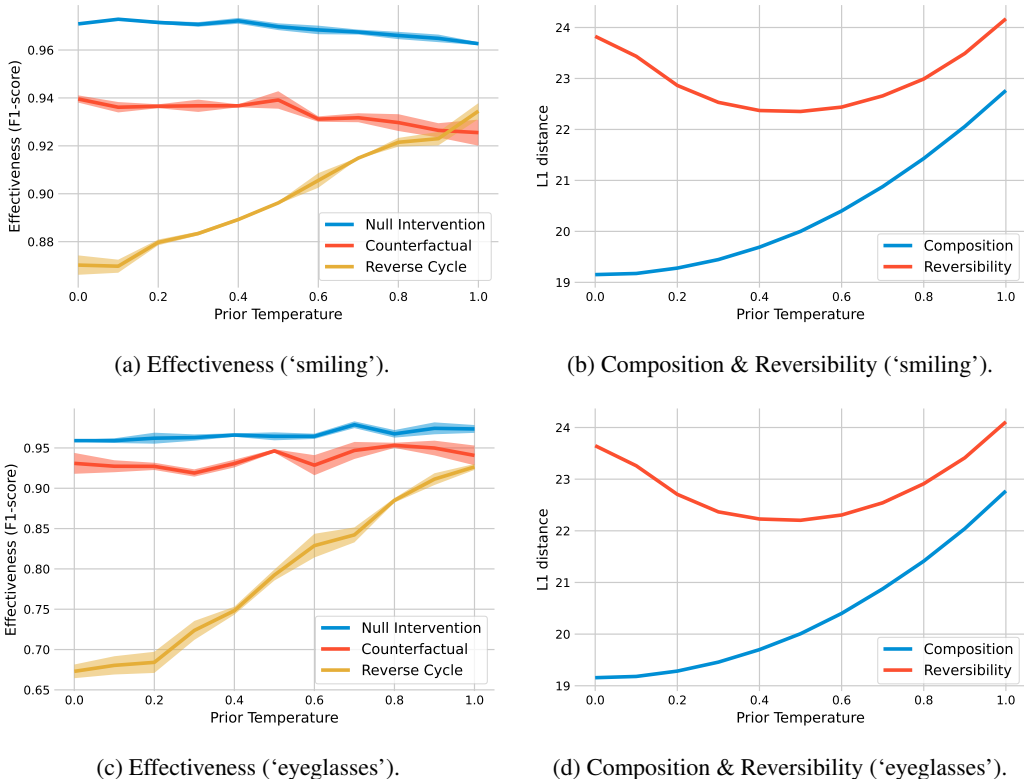 Effectiveness (F1-score)
0.96
0.94
0.92
0.90
0.88
Null Intervention
Counterfactual
Reverse Cycle
0.0 0.2 0.4 0.6 0.8 1.0
Prior Temperature
(a) Effectiveness (‘smiling’).
L1 distance
24
23
22
21
20
19
Composition
Reversibility
0.0 0.2 0.4 0.6 0.8 1.0
Prior Temperature
(b) Composition & Reversibility (‘smiling’).
Effectiveness (F1-score)
0.95
0.90
0.85
0.80
0.75
0.70
0.65
Null Intervention
Counterfactual
Reverse Cycle
0.0 0.2 0.4 0.6 0.8 1.0
Prior Temperature
(c) Effectiveness (‘eyeglasses’).
L1 distance
24
23
22
21
20
19
Composition
Reversibility
0.0 0.2 0.4 0.6 0.8 1.0
Prior Temperature
(d) Composition & Reversibility (‘eyeglasses’).